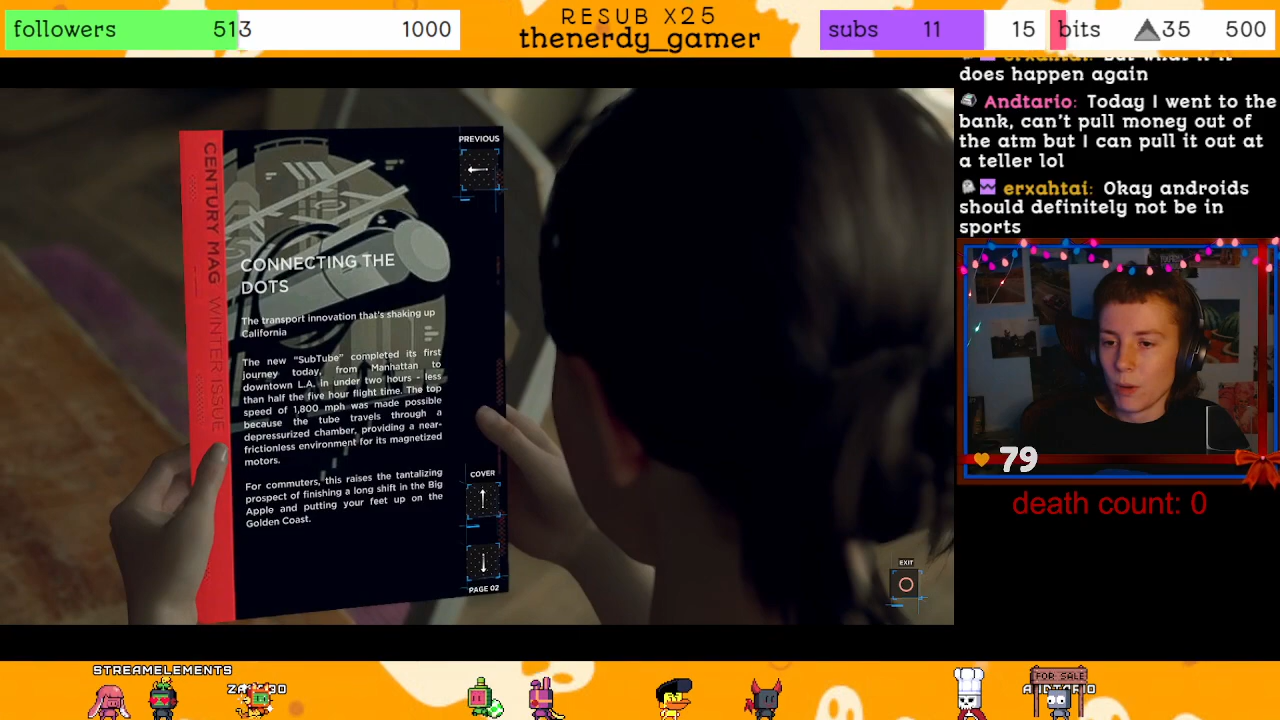 followers 513 1000
RESUB X25
thenerdy_gamer
subs 11 15
bits 35 500
does happen again
Andtario: Today I went to the
bank, can't pull money out of
the atm but I can pull it out at
a teller lol
erxahtai: Okay androids
should definitely not be in
sports
79
death count: 0
CENTURY MAG WINTER ISSUE
PREVIOUS
CONNECTING THE
DOTS
The transport innovation that's shaking up
California
The new "SubTube" completed its first
journey today, from Manhattan to
downtown L.A. in under two hours - less
than half the five hour flight time. The top
speed of 1,800 mph was made possible
because the tube travels through a
depressurized chamber, providing a near-
frictionless environment for its magnetized
motors.
For commuters, this raises the tantalizing
prospect of finishing a long shift in the Big
Apple and putting your feet up on the
Golden Coast.
COVER
PAGE 02
EXIT
STREAMELEMENTS
FOR SALE
ANDTARIO